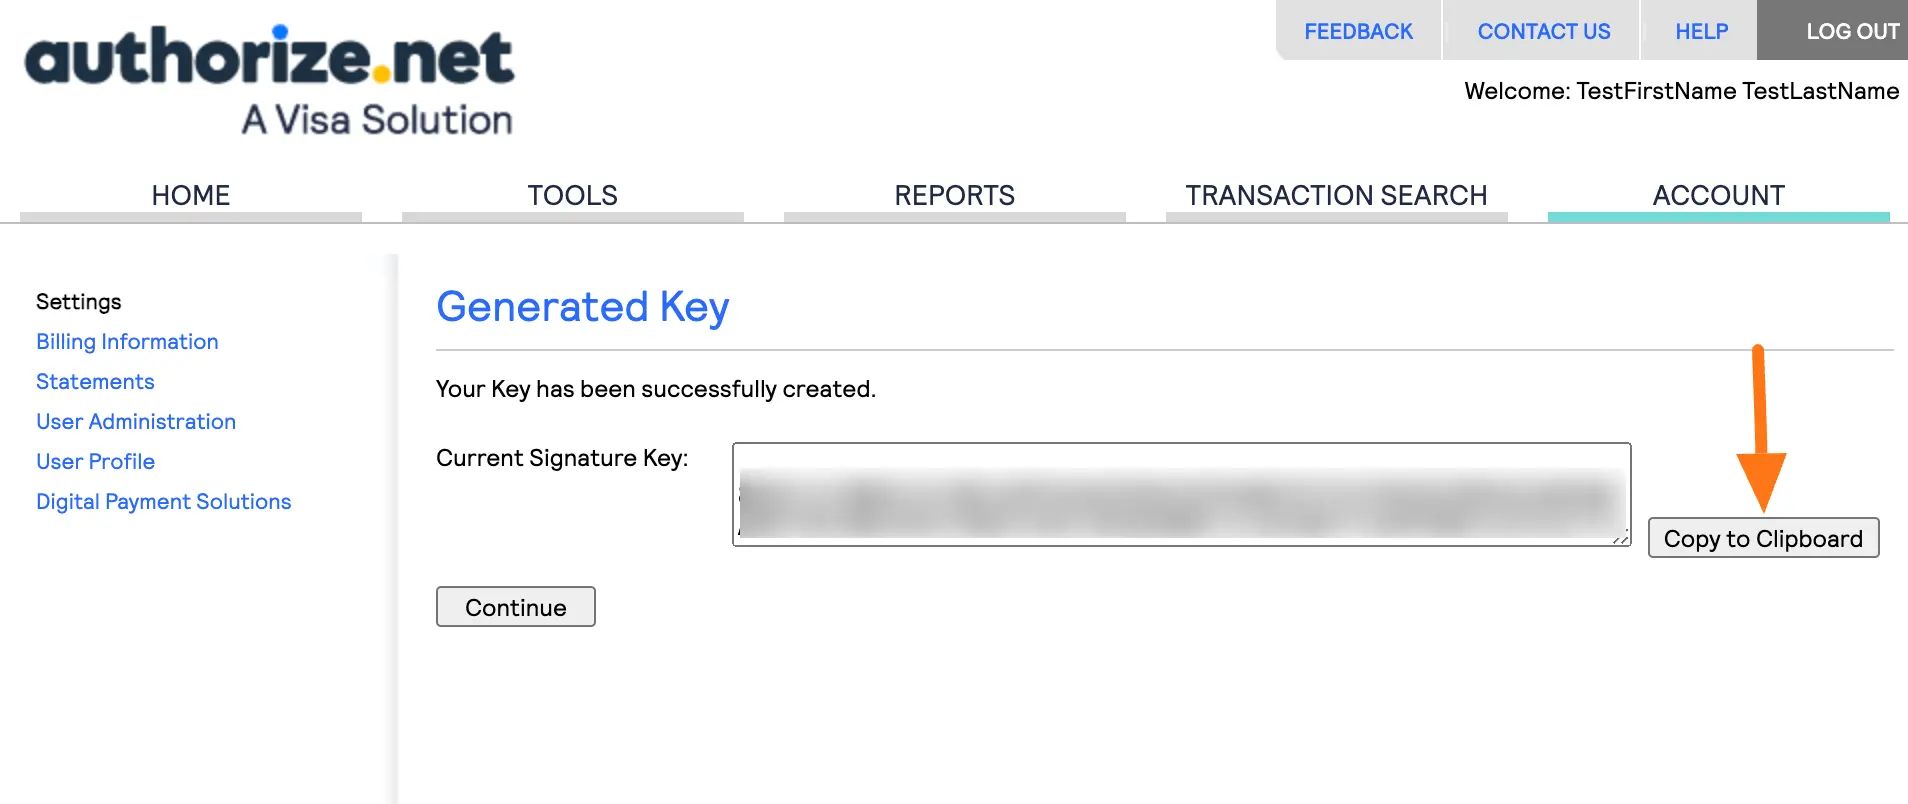 authorize.net
A Visa Solution
FEEDBACK
CONTACT US
HELP
LOG OUT
Welcome: TestFirstName TestLastName
HOME
TOOLS
REPORTS
TRANSACTION SEARCH
ACCOUNT
Settings
Billing Information
Statements
User Administration
User Profile
Digital Payment Solutions
Generated Key
Your Key has been successfully created.
Current Signature Key:
Copy to Clipboard
Continue